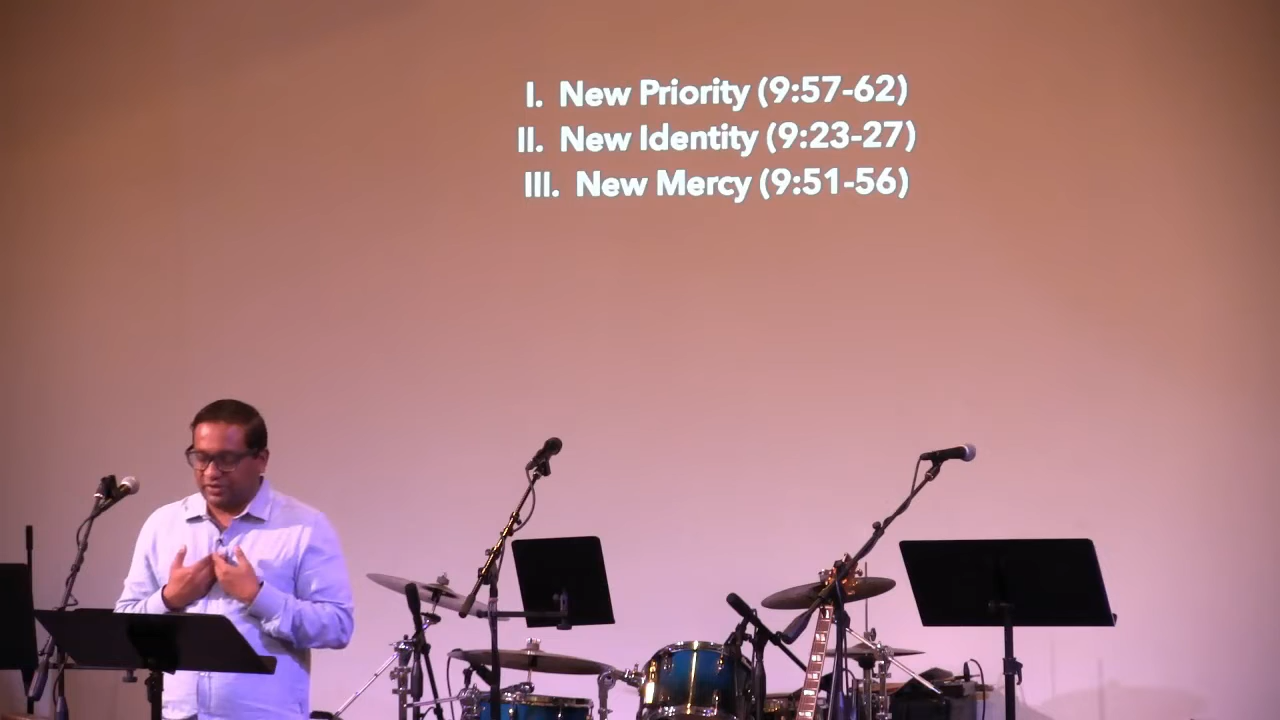 I. New Priority (9:57-62)
II. New Identity (9:23-27)
III. New Mercy (9:51-56)